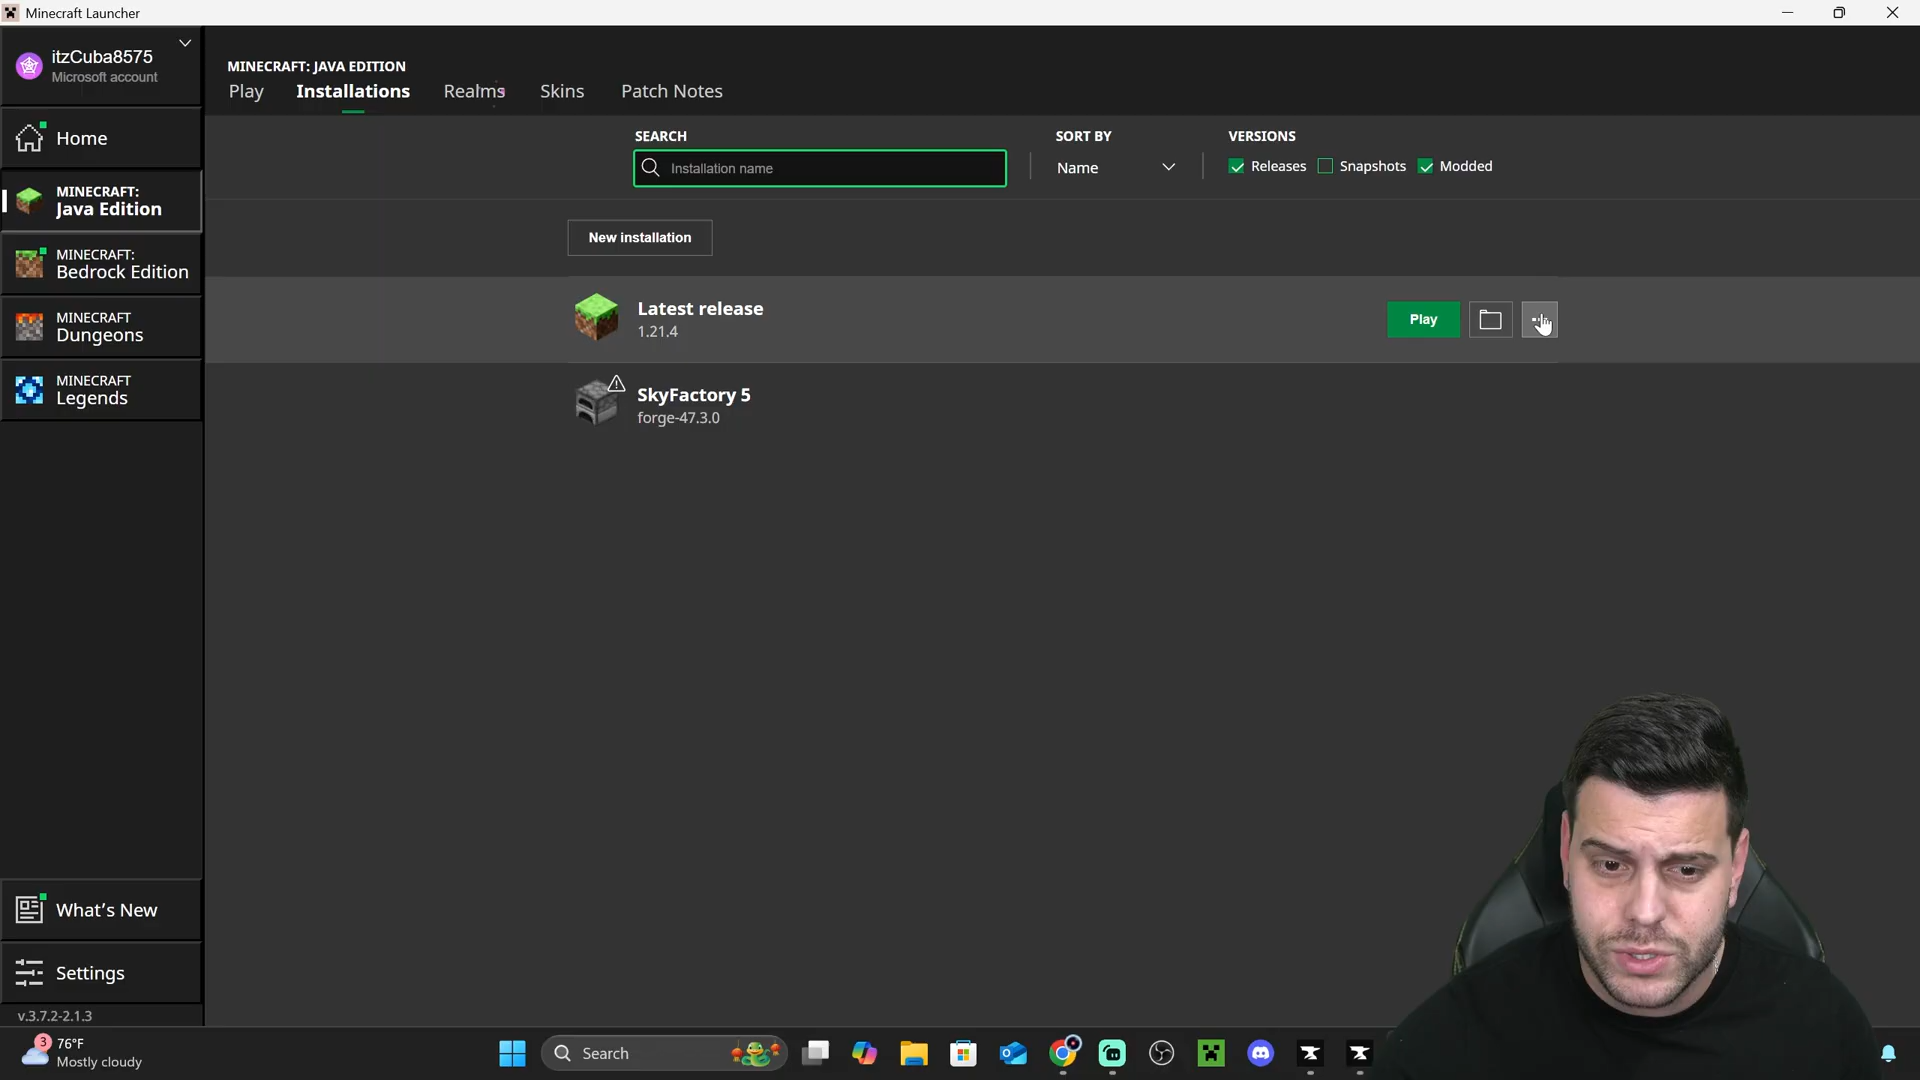 Minecraft Launcher
itzCuba8575
Microsoft account
Home
MINECRAFT:
Java Edition
MINECRAFT:
Bedrock Edition
MINECRAFT
Dungeons
MINECRAFT
Legends
What's New
Settings
v.3.7.2-2.1.3
MINECRAFT: JAVA EDITION
Play Installations Realms Skins Patch Notes
SEARCH
Installation name
SORT BY
Name
VERSIONS
Releases Snapshots Modded
New installation
Latest release
1.21.4
Play
SkyFactory 5
forge-47.3.0
3
76°F
Mostly cloudy
Search